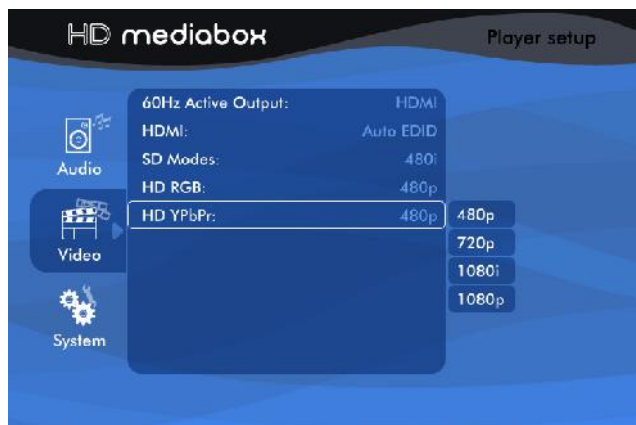 HD mediabox
Player setup
60Hz Active Output: HDMI
HDMI: Auto EDID
SD Modes: 480i
HD RGB: 480p
HD YPbPr: 480p
480p
720p
1080i
1080p
Audio
Video
System